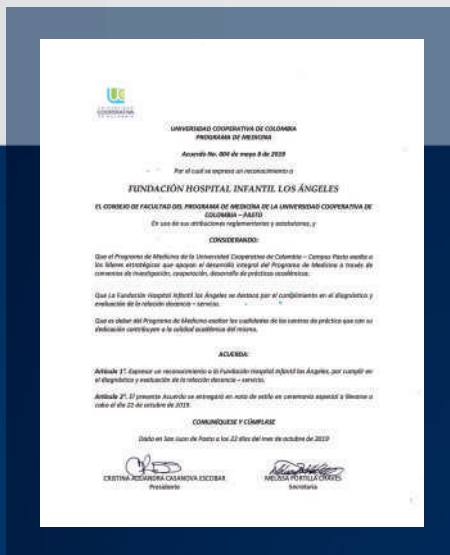 UNIVERSIDAD
COOPERATIVA
DE COLOMBIA
UNIVERSIDAD COOPERATIVA DE COLOMBIA
PROGRAMA DE MEDICINA
Acuerdo No. 004 de mayo 8 de 2019
Por el cual se expresa un reconocimiento a
FUNDACIÓN HOSPITAL INFANTIL LOS ÁNGELES
EL CONSEJO DE FACULTAD DEL PROGRAMA DE MEDICINA DE LA UNIVERSIDAD COOPERATIVA DE
COLOMBIA – PASTO
En uso de sus atribuciones reglamentarias y estatutarias, y
CONSIDERANDO:
Que el Programa de Medicina de la Universidad Cooperativa de Colombia – Campus Pasto exalta a
los líderes estratégicos que apoyan el desarrollo integral del Programa de Medicina a través de
convenios de investigación, cooperación, desarrollo de prácticas académicas.
Que La Fundación Hospital Infantil los Ángeles se destaca por el cumplimiento en el diagnóstico y
evaluación de la relación docencia – servicio.
Que es deber del Programa de Medicina exaltar las cualidades de los centros de práctica que con su
dedicación contribuyen a la calidad académica del mismo.
ACUERDA:
Artículo 1°. Expresar un reconocimiento a la Fundación Hospital Infantil los Ángeles, por cumplir en
el diagnóstico y evaluación de la relación docencia – servicio.
Artículo 2°. El presente Acuerdo se entregará en nota de estilo en ceremonia especial a llevarse a
cabo el día 22 de octubre de 2019.
COMUNÍQUESE Y CÚMPLASE
Dado en San Juan de Pasto a los 22 días del mes de octubre de 2019
CRISTINA ALEJANDRA CASANOVA ESCOBAR
Presidente
MELISSA PORTILLA CHAVES
Secretaria